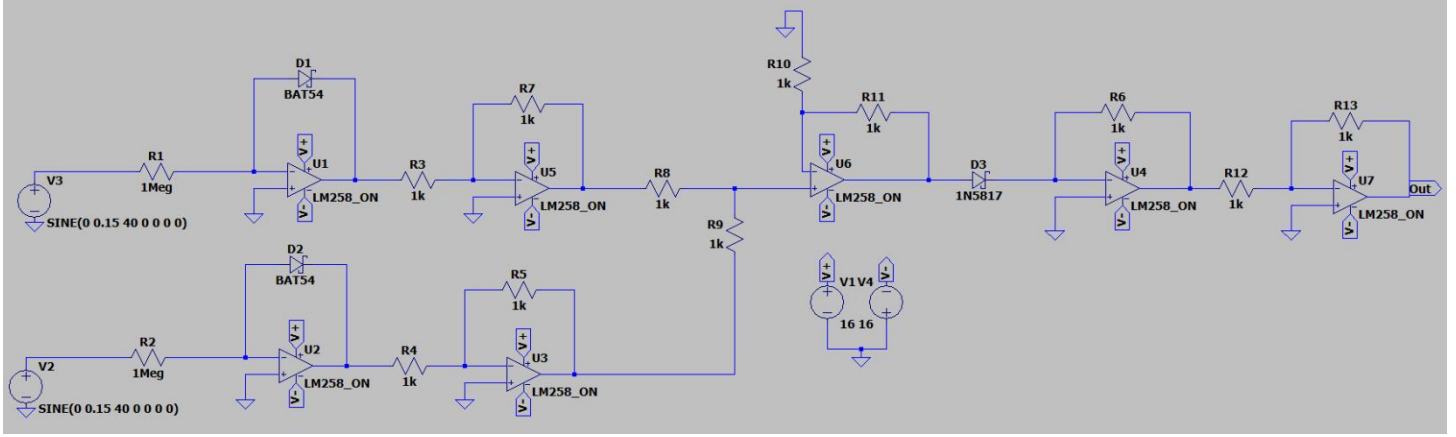 D1
BAT54
R1
1Meg
V3
SINE(0 0.15 40 0 0 0 0)
V+
U1
LM258_ON
V-
R3
1k
R7
1k
V+
U5
LM258_ON
V-
R8
1k
R9
1k
D2
BAT54
R2
1Meg
V2
SINE(0 0.15 40 0 0 0 0)
V+
U2
LM258_ON
V-
R4
1k
R5
1k
V+
U3
LM258_ON
V-
R10
1k
R11
1k
V+
U6
LM258_ON
V-
D3
1N5817
R6
1k
V+
U4
LM258_ON
V-
R12
1k
R13
1k
V+
U7
LM258_ON
V-
Out
V+
V-
V1 V4
16 16